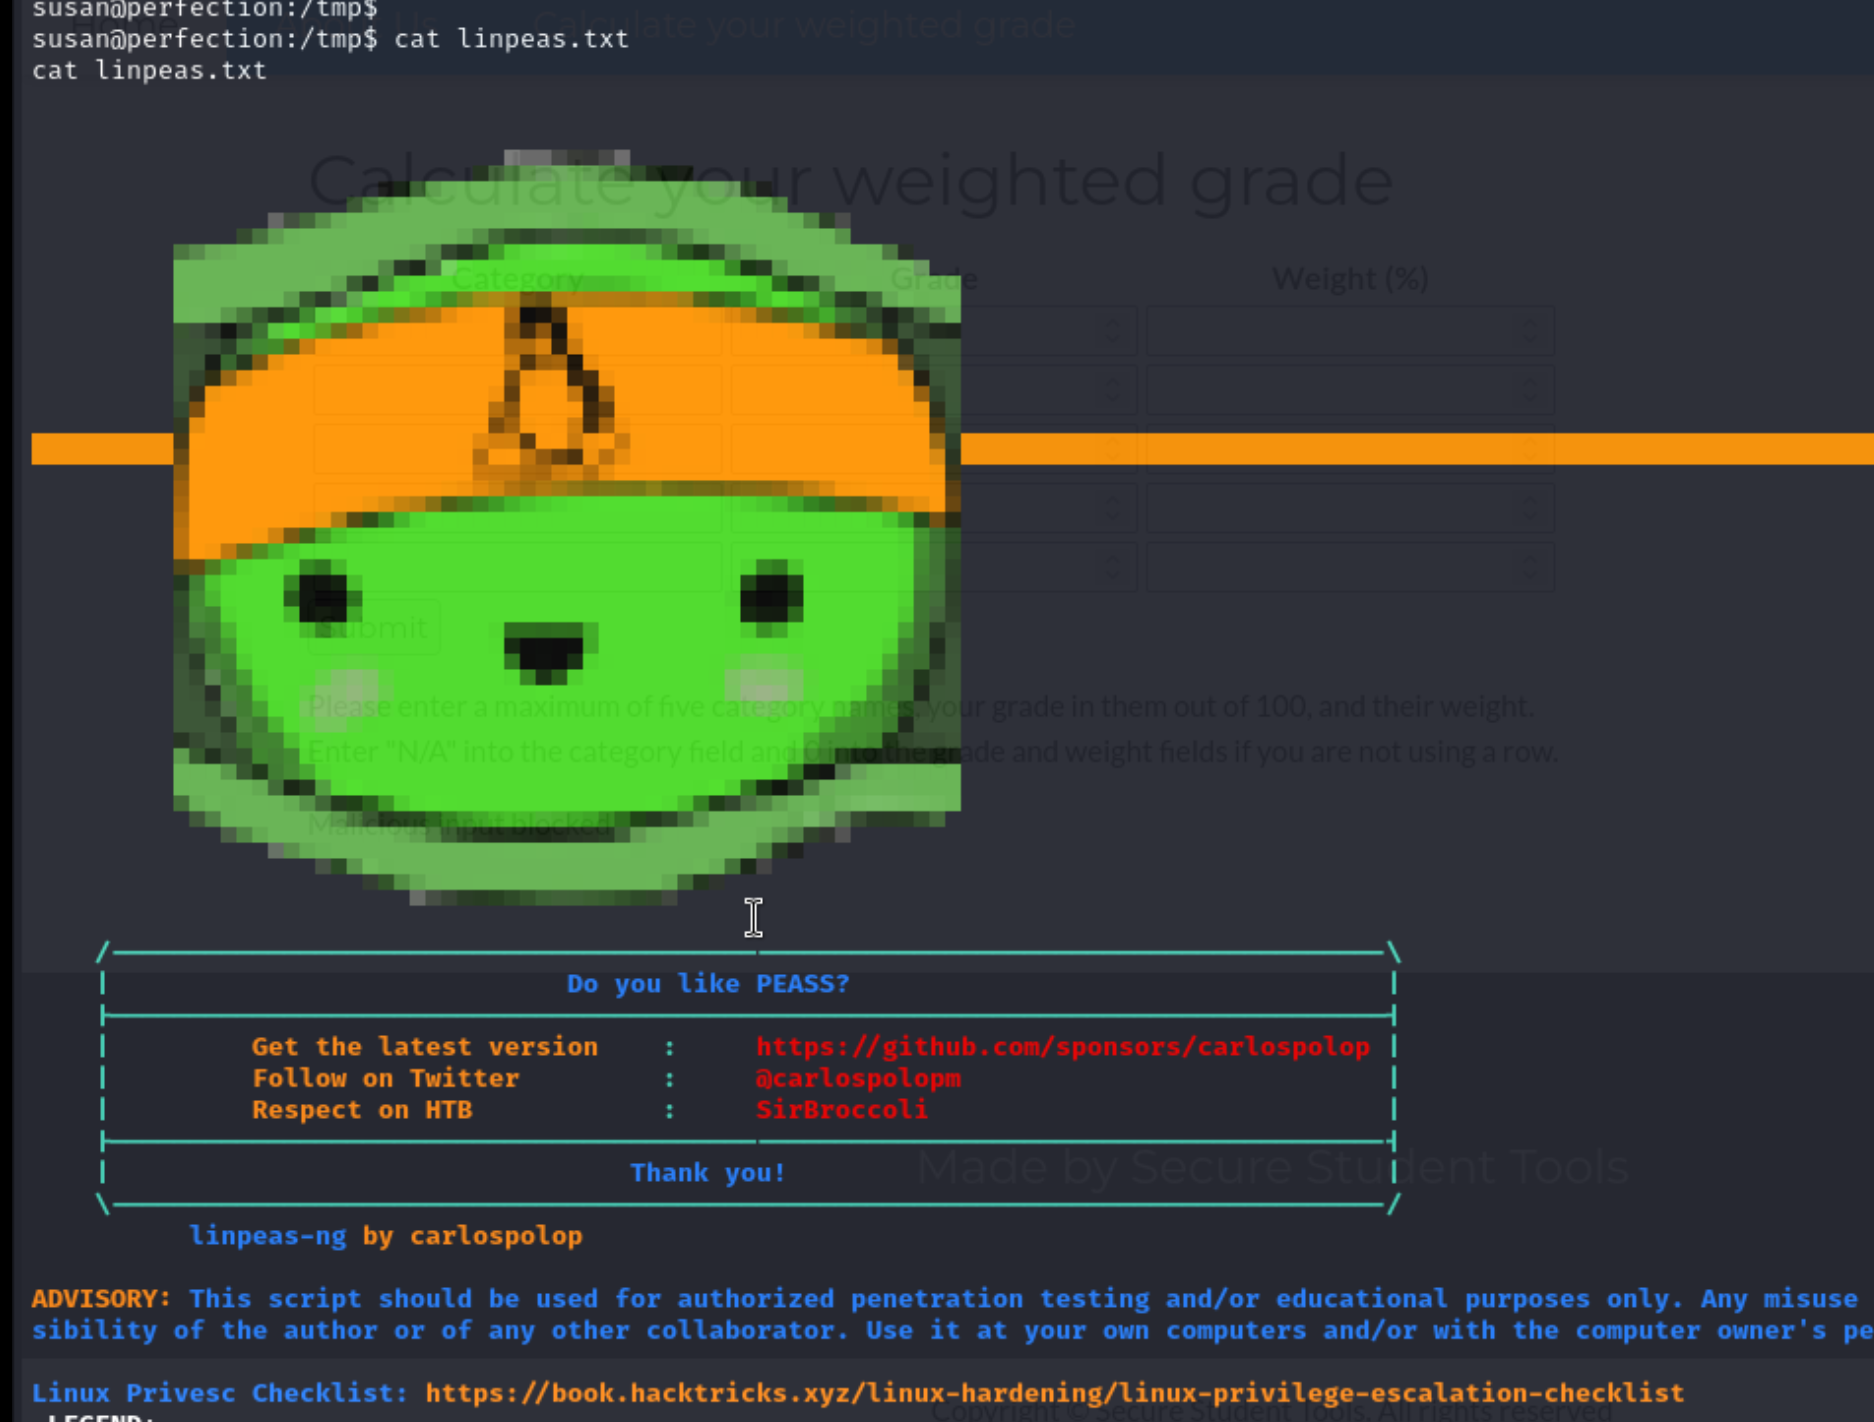 susan@perfection:/tmp$
susan@perfection:/tmp$ cat linpeas.txt
cat linpeas.txt
Calculate your weighted grade
Calculate your weighted grade
Category Grade Weight (%)
Submit
Please enter a maximum of five category names, your grade in them out of 100, and their weight.
Enter "N/A" into the category field and 0 into the grade and weight fields if you are not using a row.
Malicious input blocked
Do you like PEASS?
Get the latest version : https://github.com/sponsors/carlospolop
Follow on Twitter : @carlospolopm
Respect on HTB : SirBroccoli
Thank you!
Made by Secure Student Tools
linpeas-ng by carlospolop
ADVISORY: This script should be used for authorized penetration testing and/or educational purposes only. Any misuse
sibility of the author or of any other collaborator. Use it at your own computers and/or with the computer owner's pe
Linux Privesc Checklist: https://book.hacktricks.xyz/linux-hardening/linux-privilege-escalation-checklist
LEGEND:
Copyright © Secure Student Tools. All rights reserved